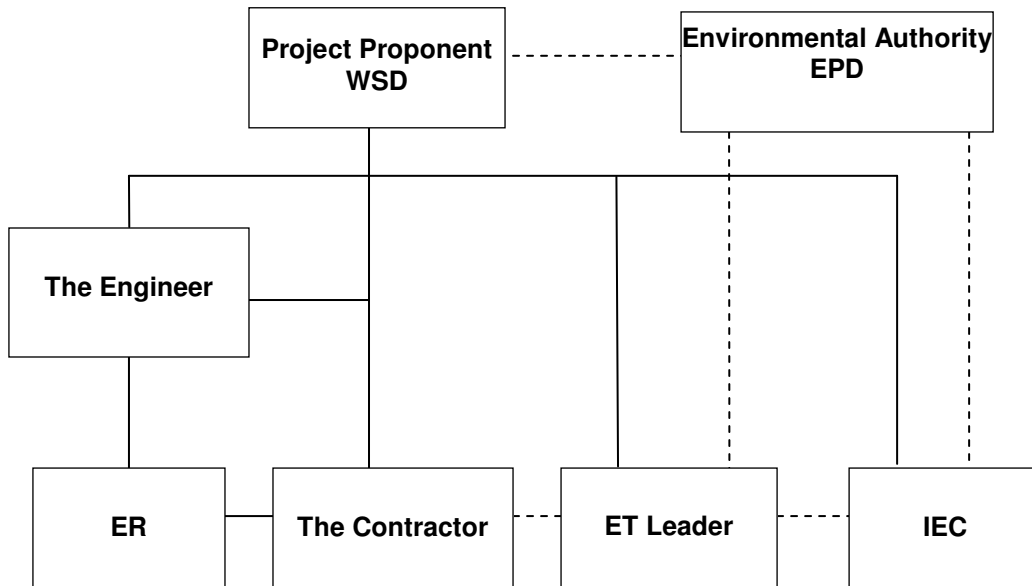 Project Proponent
WSD
Environmental Authority
EPD
The Engineer
ER
The Contractor
ET Leader
IEC